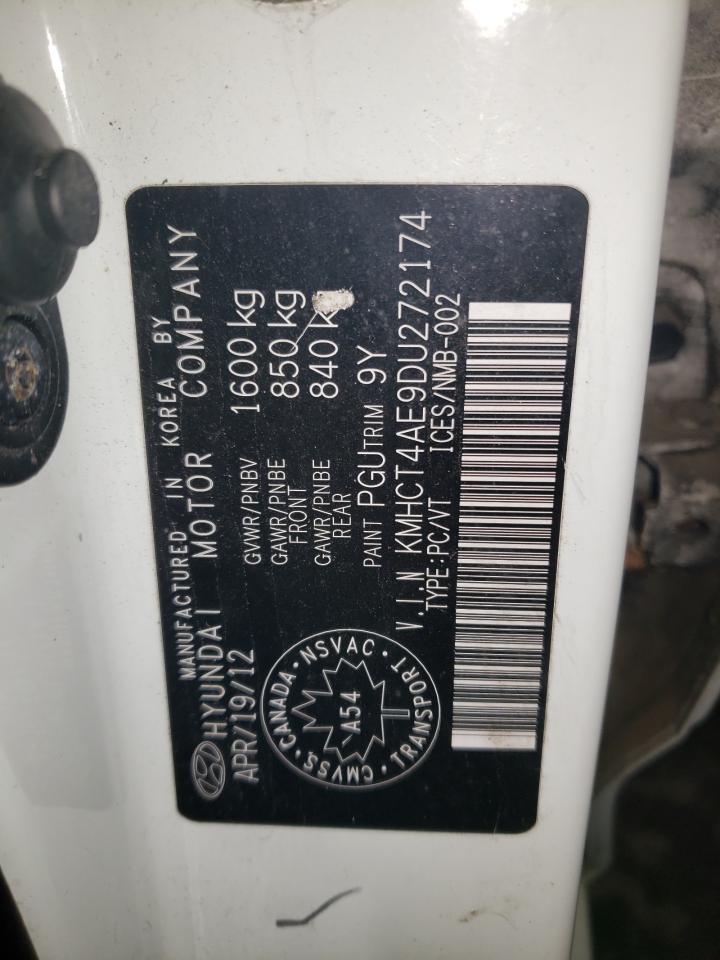 MANUFACTURED IN KOREA BY
HYUNDAI MOTOR COMPANY
APR/19/12
GVWR/PNBV 1600 kg
GAWR/PNBE FRONT 850 kg
GAWR/PNBE REAR 840 k
PAINT PGU TRIM 9Y
V.I.N KMHCT4AE9DU272174
TYPE:PC/VT ICES/NMB-002
CANADA · NSVAC · TRANSPORT · CMVSS ·
A54